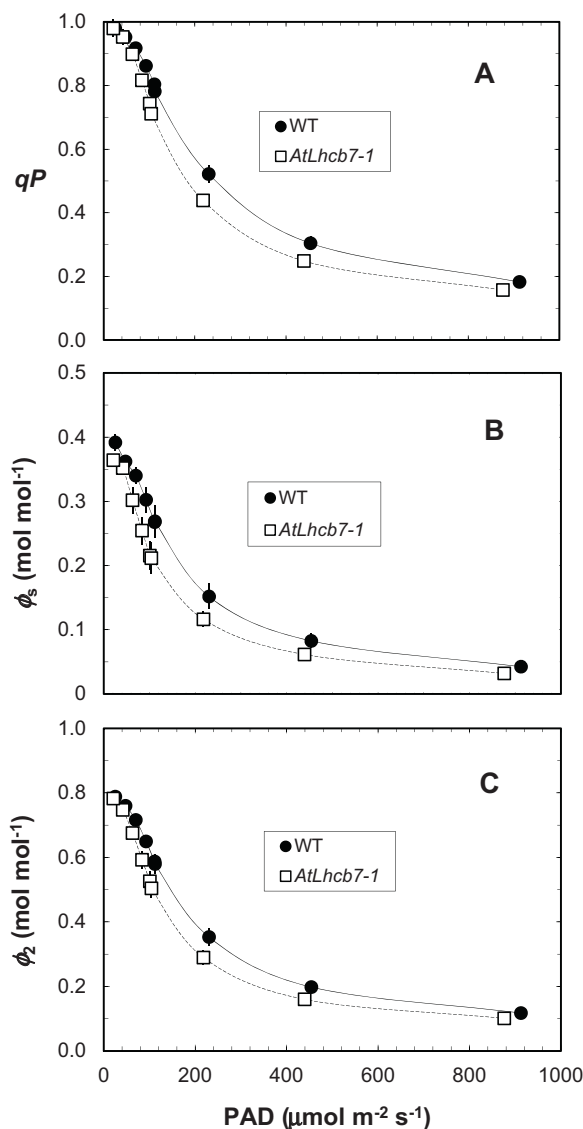 1.0
0.8
0.6
0.4
0.2
0.0
qP
A
WT
AtLhcb7-1
0.5
0.4
0.3
0.2
0.1
0
ϕs (mol mol-1)
B
WT
AtLhcb7-1
1.0
0.8
0.6
0.4
0.2
0.0
ϕ2 (mol mol-1)
C
WT
AtLhcb7-1
0 200 400 600 800 1000
PAD (μmol m-2 s-1)